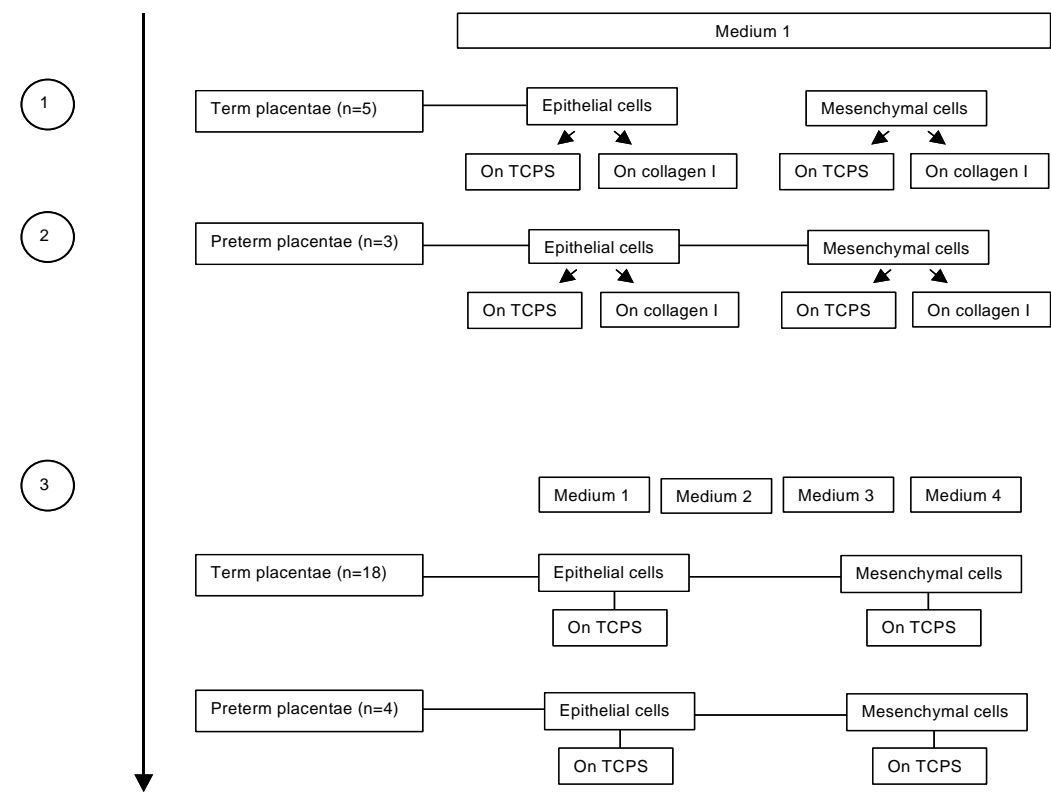 Medium 1
1
Term placentae (n=5)
Epithelial cells
Mesenchymal cells
On TCPS
On collagen I
On TCPS
On collagen I
2
Preterm placentae (n=3)
Epithelial cells
Mesenchymal cells
On TCPS
On collagen I
On TCPS
On collagen I
3
Medium 1
Medium 2
Medium 3
Medium 4
Term placentae (n=18)
Epithelial cells
Mesenchymal cells
On TCPS
On TCPS
Preterm placentae (n=4)
Epithelial cells
Mesenchymal cells
On TCPS
On TCPS